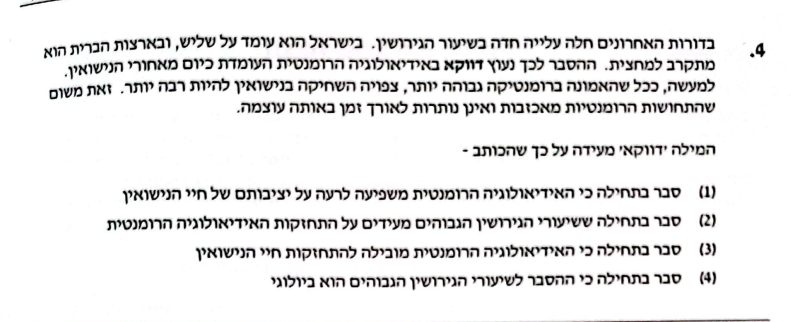 4. בדורות האחרונים חלה עלייה חדה בשיעור הגירושין. בישראל הוא עומד על שליש, ובארצות הברית הוא
מתקרב למחצית. ההסבר לכך נעוץ דווקא באידיאולוגיה הרומנטית העומדת כיום מאחורי הנישואין.
למעשה, ככל שהאמונה ברומנטיקה גבוהה יותר, צפויה השחיקה בנישואין להיות רבה יותר. זאת משום
שהתחושות הרומנטיות מאכזבות ואינן נותרות לאורך זמן באותה עוצמה.
המילה 'דווקא' מעידה על כך שהכותב -
(1) סבר בתחילה כי האידיאולוגיה הרומנטית משפיעה לרעה על יציבותם של חיי הנישואין
(2) סבר בתחילה ששיעורי הגירושין הגבוהים מעידים על התחזקות האידיאולוגיה הרומנטית
(3) סבר בתחילה כי האידיאולוגיה הרומנטית מובילה להתחזקות חיי הנישואין
(4) סבר בתחילה כי ההסבר לשיעורי הגירושין הגבוהים הוא ביולוגי